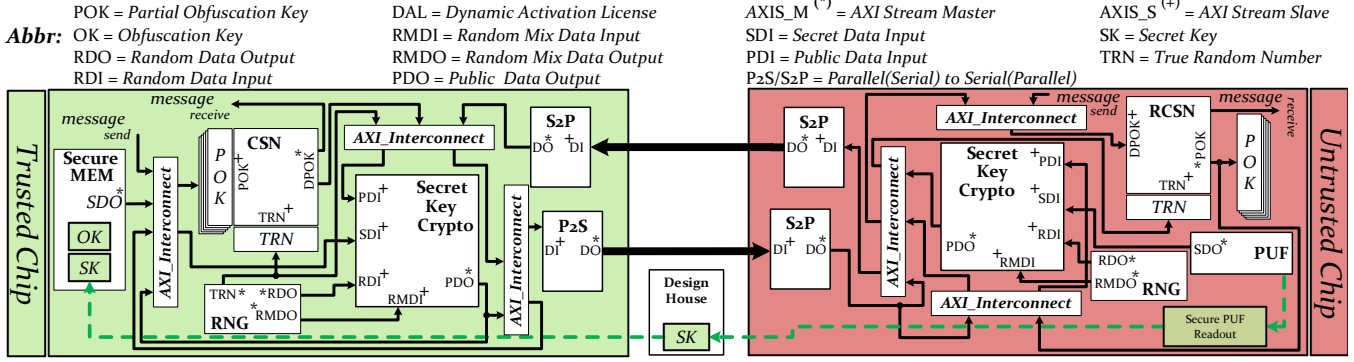 POK = Partial Obfuscation Key
DAL = Dynamic Activation License
AXIS_M (*) = AXI Stream Master
AXIS_S (+) = AXI Stream Slave
Abbr: OK = Obfuscation Key
RMDI = Random Mix Data Input
SDI = Secret Data Input
SK = Secret Key
RDO = Random Data Output
RMDO = Random Mix Data Output
PDI = Public Data Input
TRN = True Random Number
RDI = Random Data Input
PDO = Public Data Output
P2S/S2P = Parallel(Serial) to Serial(Parallel)
Trusted Chip
message send
message receive
Secure MEM
SDO*
OK
SK
AXI_Interconnect
POK
CSN
POK+
DPOK*
TRN+
TRN
RNG
TRN*
*RDO
*RMDO
AXI_Interconnect
Secret Key Crypto
PDI+
SDI+
RDI+
RMDI+
PDO*
AXI_Interconnect
S2P
DO* +DI
P2S
DI+ DO*
Design House
SK
S2P
DO* +DI
S2P
DI+ DO*
AXI_Interconnect
AXI_Interconnect
Secret Key Crypto
+PDI
+SDI
+RDI
+RMDI
PDO*
AXI_Interconnect
message send
message receive
RCSN
DPOK+
*POK
TRN+
TRN
POK
SDO*
PUF
RDO*
RMDO*
RNG
Secure PUF Readout
Untrusted Chip